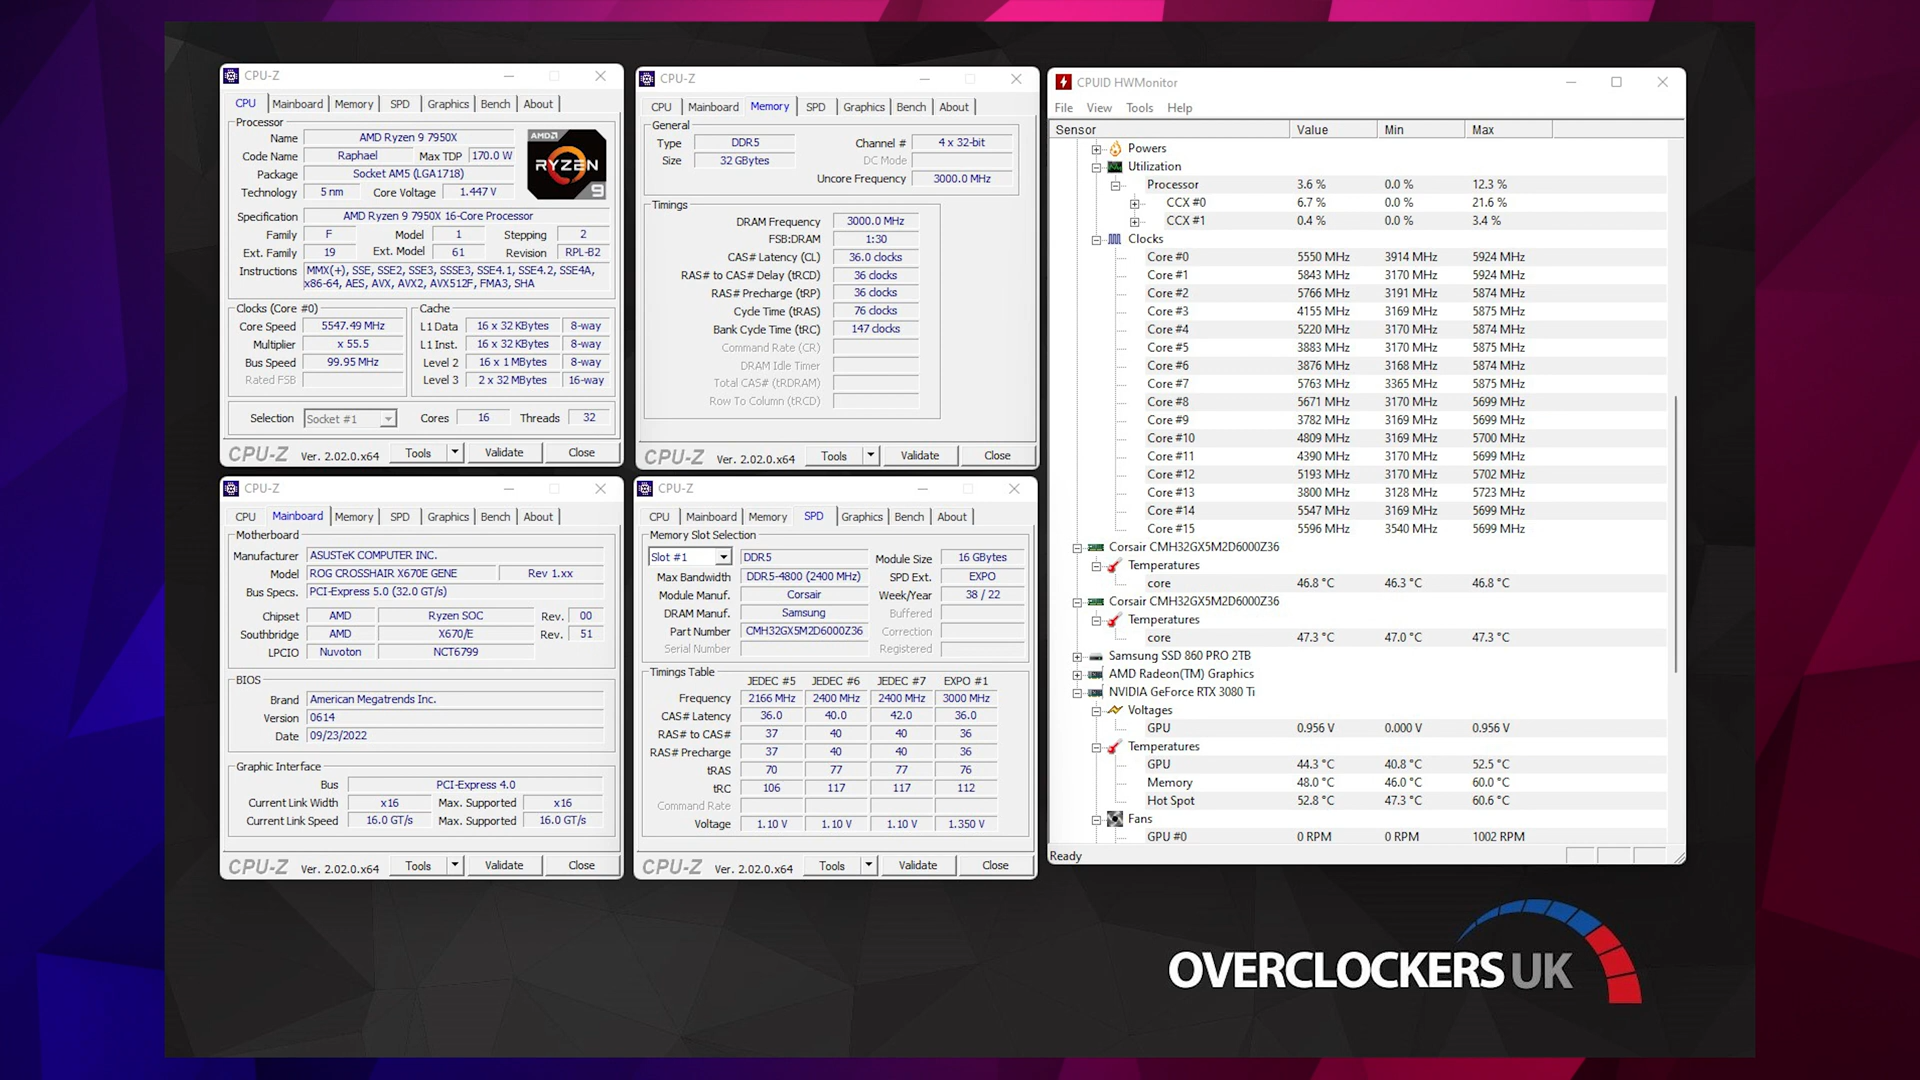 CPU-Z
CPU Mainboard Memory SPD Graphics Bench About
Processor
Name AMD Ryzen 9 7950X
Code Name Raphael Max TDP 170.0 W
Package Socket AM5 (LGA1718)
Technology 5 nm Core Voltage 1.447 V
AMD
RYZEN
9
Specification AMD Ryzen 9 7950X 16-Core Processor
Family F Model 1 Stepping 2
Ext. Family 19 Ext. Model 61 Revision RPL-B2
Instructions MMX(+), SSE, SSE2, SSE3, SSSE3, SSE4.1, SSE4.2, SSE4A,
x86-64, AES, AVX, AVX2, AVX512F, FMA3, SHA
Clocks (Core #0)
Core Speed 5547.49 MHz
Multiplier x 55.5
Bus Speed 99.95 MHz
Rated FSB
Cache
L1 Data 16 x 32 KBytes 8-way
L1 Inst. 16 x 32 KBytes 8-way
Level 2 16 x 1 MBytes 8-way
Level 3 2 x 32 MBytes 16-way
Selection Socket #1 Cores 16 Threads 32
CPU-Z Ver. 2.02.0.x64 Tools Validate Close
CPU-Z
CPU Mainboard Memory SPD Graphics Bench About
General
Type DDR5 Channel # 4 x 32-bit
Size 32 GBytes DC Mode
Uncore Frequency 3000.0 MHz
Timings
DRAM Frequency 3000.0 MHz
FSB:DRAM 1:30
CAS# Latency (CL) 36.0 clocks
RAS# to CAS# Delay (tRCD) 36 clocks
RAS# Precharge (tRP) 36 clocks
Cycle Time (tRAS) 76 clocks
Bank Cycle Time (tRC) 147 clocks
Command Rate (CR)
DRAM Idle Timer
Total CAS# (tRDRAM)
Row To Column (tRCD)
CPU-Z Ver. 2.02.0.x64 Tools Validate Close
CPU-Z
CPU Mainboard Memory SPD Graphics Bench About
Motherboard
Manufacturer ASUSTeK COMPUTER INC.
Model ROG CROSSHAIR X670E GENE Rev 1.xx
Bus Specs. PCI-Express 5.0 (32.0 GT/s)
Chipset AMD Ryzen SOC Rev. 00
Southbridge AMD X670/E Rev. 51
LPCIO Nuvoton NCT6799
BIOS
Brand American Megatrends Inc.
Version 0614
Date 09/23/2022
Graphic Interface
Bus PCI-Express 4.0
Current Link Width x16 Max. Supported x16
Current Link Speed 16.0 GT/s Max. Supported 16.0 GT/s
CPU-Z Ver. 2.02.0.x64 Tools Validate Close
CPU-Z
CPU Mainboard Memory SPD Graphics Bench About
Memory Slot Selection
Slot #1 DDR5 Module Size 16 GBytes
Max Bandwidth DDR5-4800 (2400 MHz) SPD Ext. EXPO
Module Manuf. Corsair Week/Year 38 / 22
DRAM Manuf. Samsung Buffered
Part Number CMH32GX5M2D6000Z36 Correction
Serial Number Registered
Timings Table
JEDEC #5 JEDEC #6 JEDEC #7 EXPO #1
Frequency 2166 MHz 2400 MHz 2400 MHz 3000 MHz
CAS# Latency 36.0 40.0 42.0 36.0
RAS# to CAS# 37 40 40 36
RAS# Precharge 37 40 40 36
tRAS 70 77 77 76
tRC 106 117 117 112
Command Rate
Voltage 1.10 V 1.10 V 1.10 V 1.350 V
CPU-Z Ver. 2.02.0.x64 Tools Validate Close
CPUID HWMonitor
File View Tools Help
Sensor Value Min Max
Powers
Utilization
Processor 3.6 % 0.0 % 12.3 %
CCX #0 6.7 % 0.0 % 21.6 %
CCX #1 0.4 % 0.0 % 3.4 %
Clocks
Core #0 5550 MHz 3914 MHz 5924 MHz
Core #1 5843 MHz 3170 MHz 5924 MHz
Core #2 5766 MHz 3191 MHz 5874 MHz
Core #3 4155 MHz 3169 MHz 5875 MHz
Core #4 5220 MHz 3170 MHz 5874 MHz
Core #5 3883 MHz 3170 MHz 5875 MHz
Core #6 3876 MHz 3168 MHz 5874 MHz
Core #7 5763 MHz 3365 MHz 5875 MHz
Core #8 5671 MHz 3170 MHz 5699 MHz
Core #9 3782 MHz 3169 MHz 5699 MHz
Core #10 4809 MHz 3169 MHz 5700 MHz
Core #11 4390 MHz 3170 MHz 5699 MHz
Core #12 5193 MHz 3170 MHz 5702 MHz
Core #13 3800 MHz 3128 MHz 5723 MHz
Core #14 5547 MHz 3169 MHz 5699 MHz
Core #15 5596 MHz 3540 MHz 5699 MHz
Corsair CMH32GX5M2D6000Z36
Temperatures
core 46.8 °C 46.3 °C 46.8 °C
Corsair CMH32GX5M2D6000Z36
Temperatures
core 47.3 °C 47.0 °C 47.3 °C
Samsung SSD 860 PRO 2TB
AMD Radeon(TM) Graphics
NVIDIA GeForce RTX 3080 Ti
Voltages
GPU 0.956 V 0.000 V 0.956 V
Temperatures
GPU 44.3 °C 40.8 °C 52.5 °C
Memory 48.0 °C 46.0 °C 60.0 °C
Hot Spot 52.8 °C 47.3 °C 60.6 °C
Fans
GPU #0 0 RPM 0 RPM 1002 RPM
Ready
OVERCLOCKERS UK